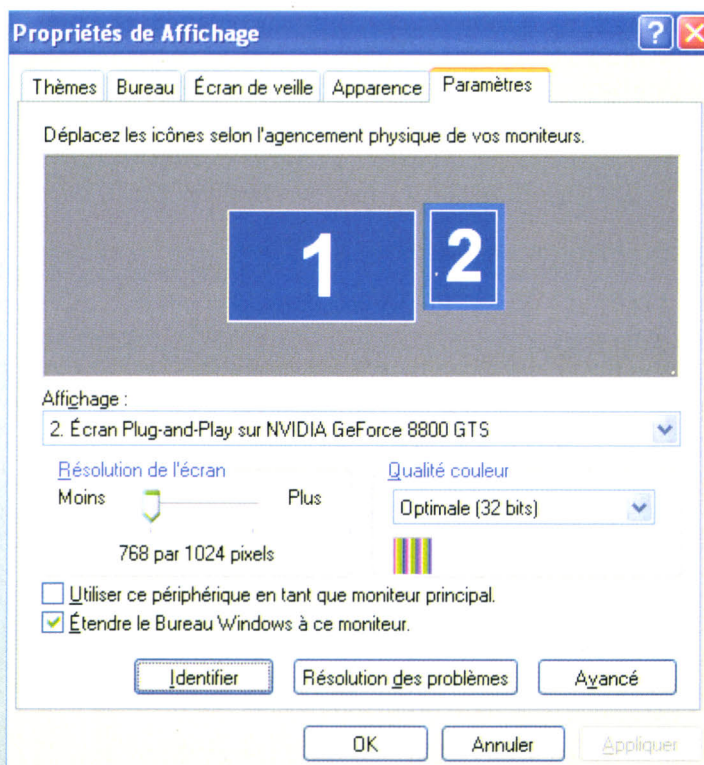 Propriétés de Affichage
?
Thèmes Bureau Écran de veille Apparence Paramètres
Déplacez les icônes selon l'agencement physique de vos moniteurs.
1 2
Affichage :
2. Écran Plug-and-Play sur NVIDIA GeForce 8800 GTS
Résolution de l'écran Qualité couleur
Moins Plus Optimale (32 bits)
768 par 1024 pixels
Utiliser ce périphérique en tant que moniteur principal.
Étendre le Bureau Windows à ce moniteur.
Identifier Résolution des problèmes Avancé
OK Annuler Appliquer